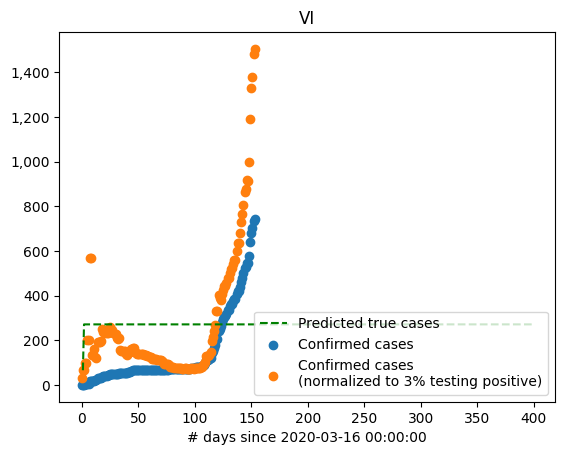 VI
1,400
1,200
1,000
800
600
400
200
0
Predicted true cases
Confirmed cases
Confirmed cases
(normalized to 3% testing positive)
0 50 100 150 200 250 300 350 400
# days since 2020-03-16 00:00:00